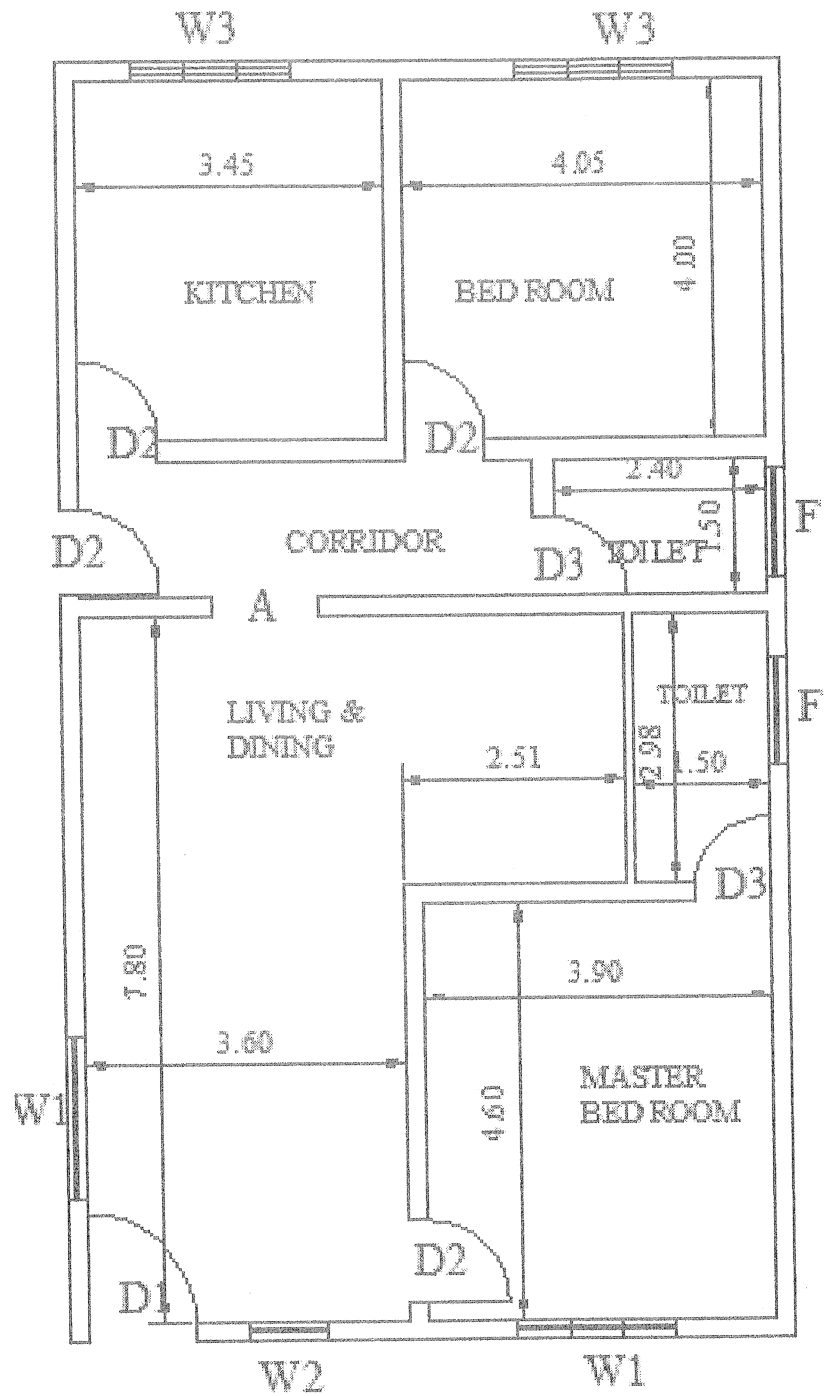 W3 W3
3.45 4.05
4.00
KITCHEN BED ROOM
D2 D2
2.40
F
1.50
CORRIDOR
D2 D3 TOILET
A
TOILET
F
LIVING &
DINING
2.98
2.51 1.50
D3
7.80
3.90
3.60
MASTER
BED ROOM
4.60
W1
D2
D1
W2 W1